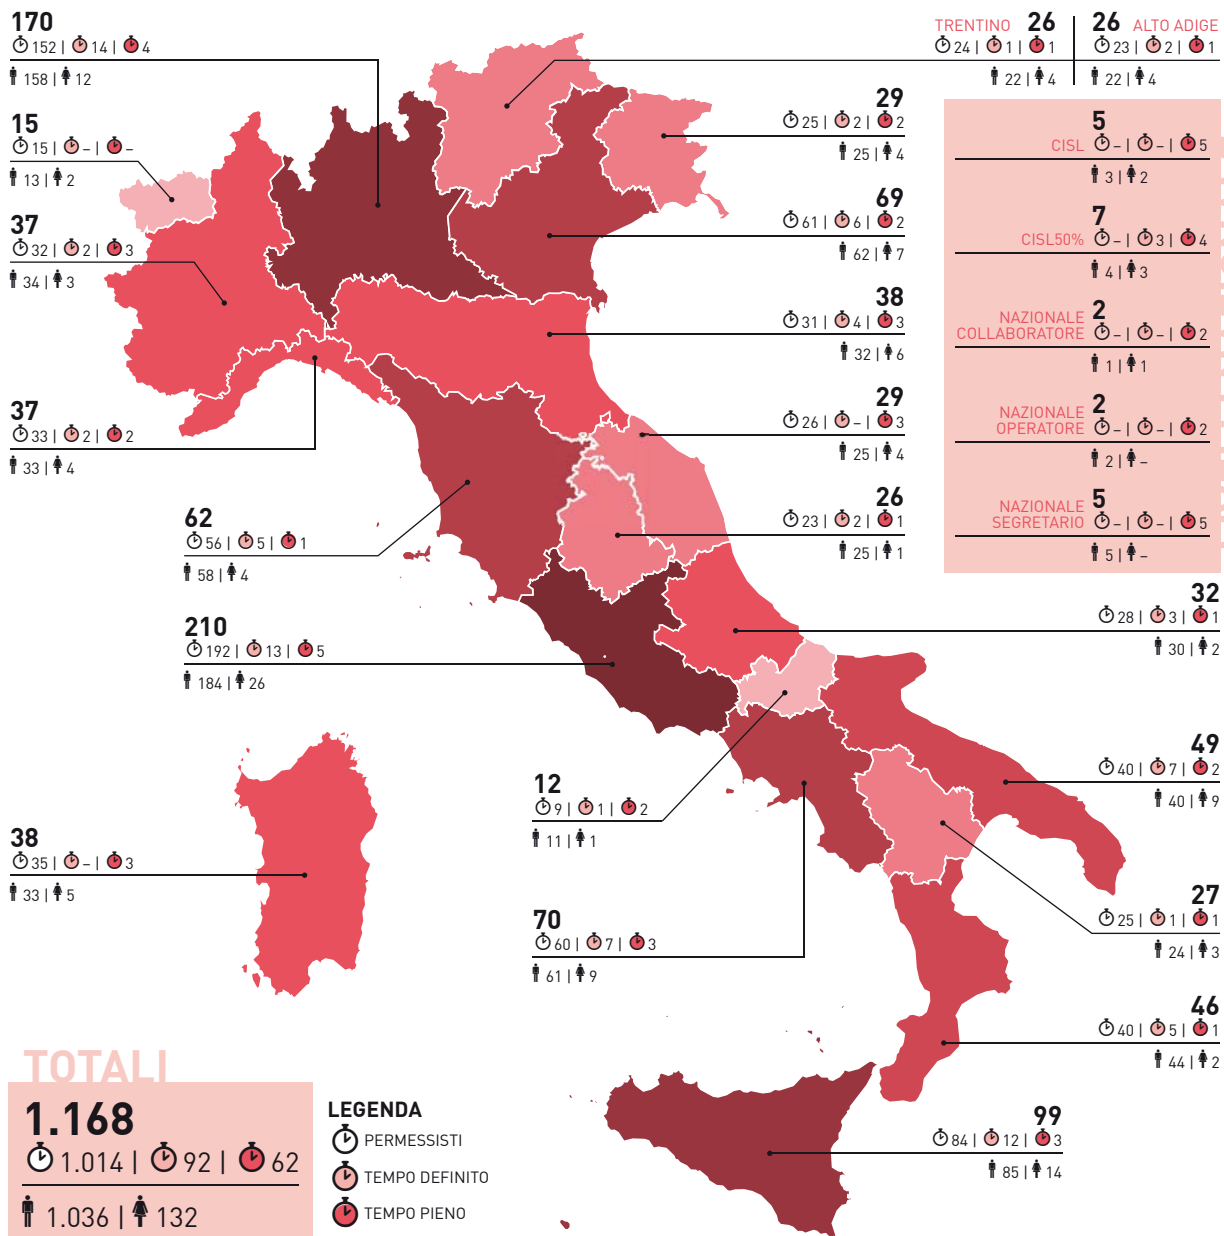 170
152 | 14 | 4
158 | 12
TRENTINO 26
24 | 1 | 1
22 | 4
26 ALTO ADIGE
23 | 2 | 1
22 | 4
15
15 | – | –
13 | 2
29
25 | 2 | 2
25 | 4
37
32 | 2 | 3
34 | 3
69
61 | 6 | 2
62 | 7
38
31 | 4 | 3
32 | 6
37
33 | 2 | 2
33 | 4
29
26 | – | 3
25 | 4
26
23 | 2 | 1
25 | 1
5
CISL – | – | 5
3 | 2
7
CISL50% – | 3 | 4
4 | 3
NAZIONALE 2
COLLABORATORE – | – | 2
1 | 1
NAZIONALE 2
OPERATORE – | – | 2
2 | –
NAZIONALE 5
SEGRETARIO – | – | 5
5 | –
62
56 | 5 | 1
58 | 4
32
28 | 3 | 1
30 | 2
210
192 | 13 | 5
184 | 26
49
40 | 7 | 2
40 | 9
12
9 | 1 | 2
11 | 1
38
35 | – | 3
33 | 5
27
25 | 1 | 1
24 | 3
70
60 | 7 | 3
61 | 9
46
40 | 5 | 1
44 | 2
99
84 | 12 | 3
85 | 14
TOTALI
1.168
1.014 | 92 | 62
1.036 | 132
LEGENDA
PERMESSISTI
TEMPO DEFINITO
TEMPO PIENO